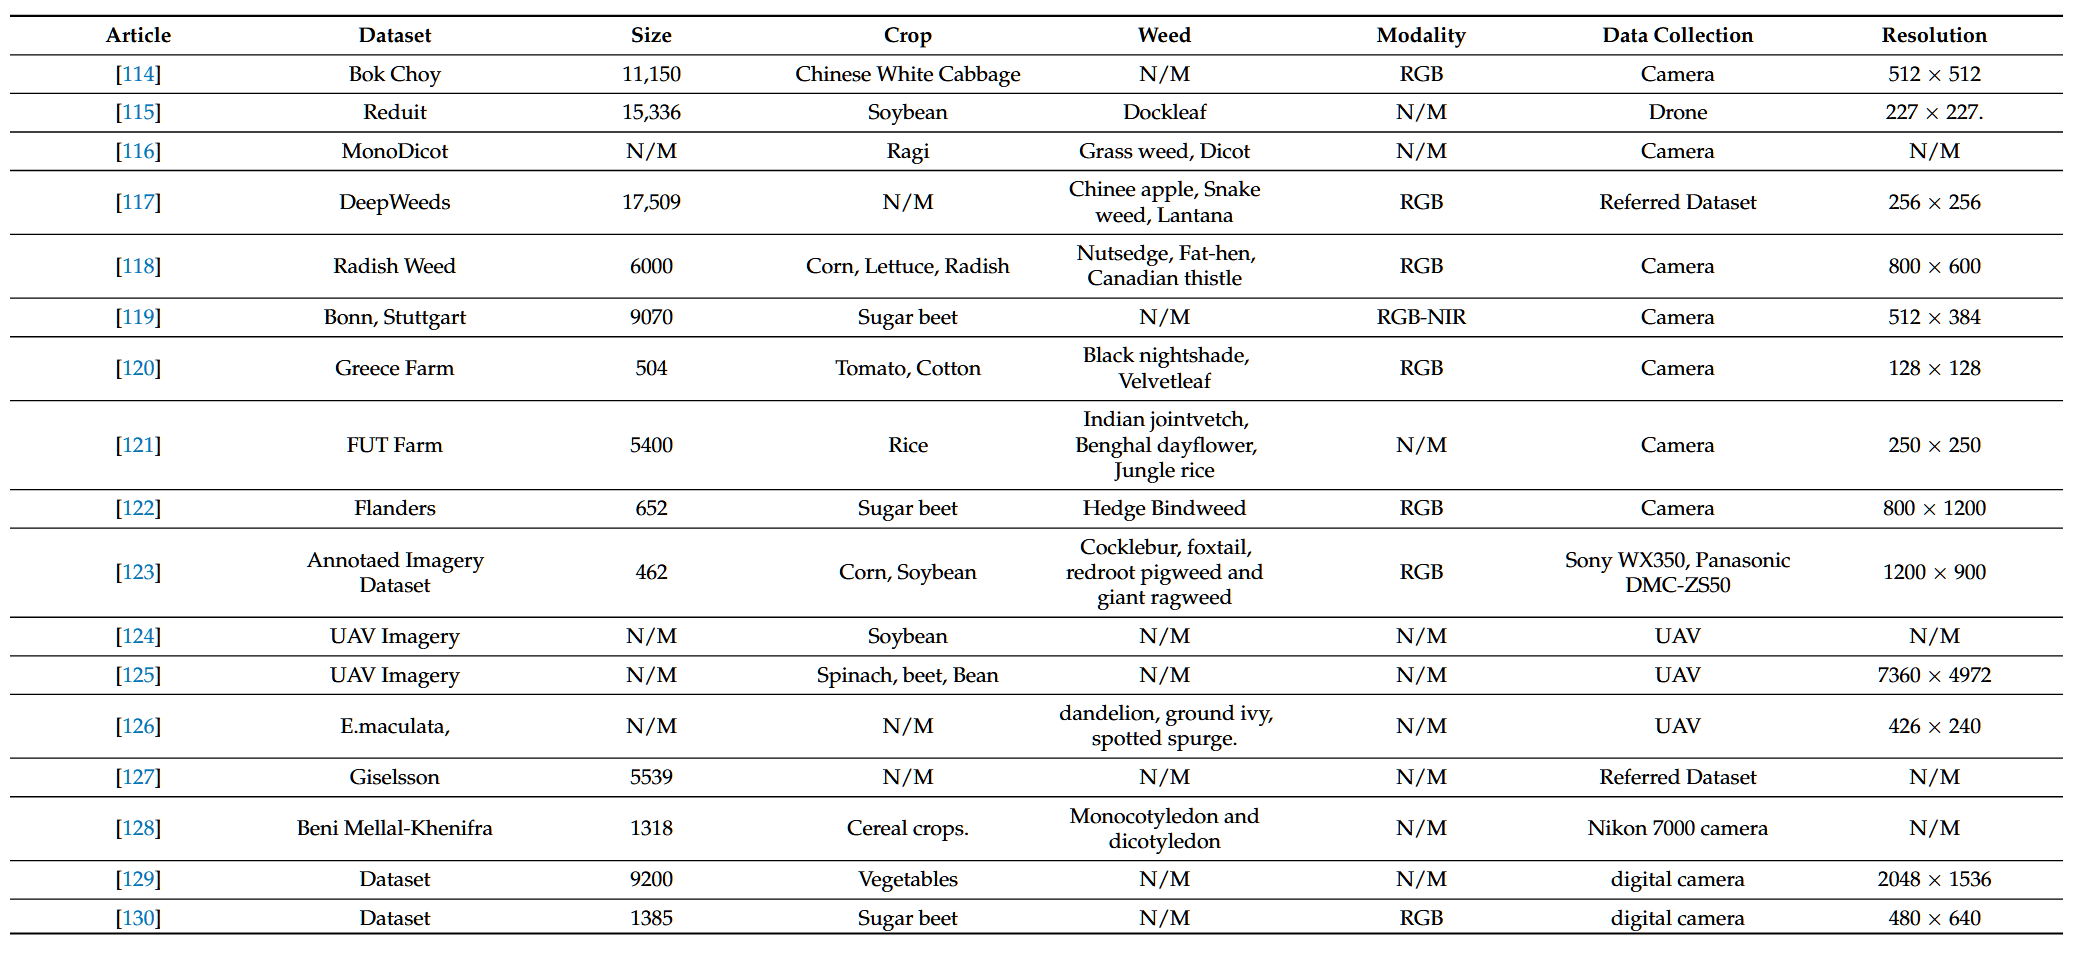 Article Dataset Size Crop Weed Modality Data Collection Resolution
[114] Bok Choy 11,150 Chinese White Cabbage N/M RGB Camera 512 × 512
[115] Reduit 15,336 Soybean Dockleaf N/M Drone 227 × 227.
[116] MonoDicot N/M Ragi Grass weed, Dicot N/M Camera N/M
[117] DeepWeeds 17,509 N/M Chinee apple, Snake
weed, Lantana RGB Referred Dataset 256 × 256
[118] Radish Weed 6000 Corn, Lettuce, Radish Nutsedge, Fat-hen,
Canadian thistle RGB Camera 800 × 600
[119] Bonn, Stuttgart 9070 Sugar beet N/M RGB-NIR Camera 512 × 384
[120] Greece Farm 504 Tomato, Cotton Black nightshade,
Velvetleaf RGB Camera 128 × 128
[121] FUT Farm 5400 Rice Indian jointvetch,
Benghal dayflower,
Jungle rice N/M Camera 250 × 250
[122] Flanders 652 Sugar beet Hedge Bindweed RGB Camera 800 × 1200
[123] Annotaed Imagery
Dataset 462 Corn, Soybean Cocklebur, foxtail,
redroot pigweed and
giant ragweed RGB Sony WX350, Panasonic
DMC-ZS50 1200 × 900
[124] UAV Imagery N/M Soybean N/M N/M UAV N/M
[125] UAV Imagery N/M Spinach, beet, Bean N/M N/M UAV 7360 × 4972
[126] E.maculata, N/M N/M dandelion, ground ivy,
spotted spurge. N/M UAV 426 × 240
[127] Giselsson 5539 N/M N/M N/M Referred Dataset N/M
[128] Beni Mellal-Khenifra 1318 Cereal crops. Monocotyledon and
dicotyledon N/M Nikon 7000 camera N/M
[129] Dataset 9200 Vegetables N/M N/M digital camera 2048 × 1536
[130] Dataset 1385 Sugar beet N/M RGB digital camera 480 × 640